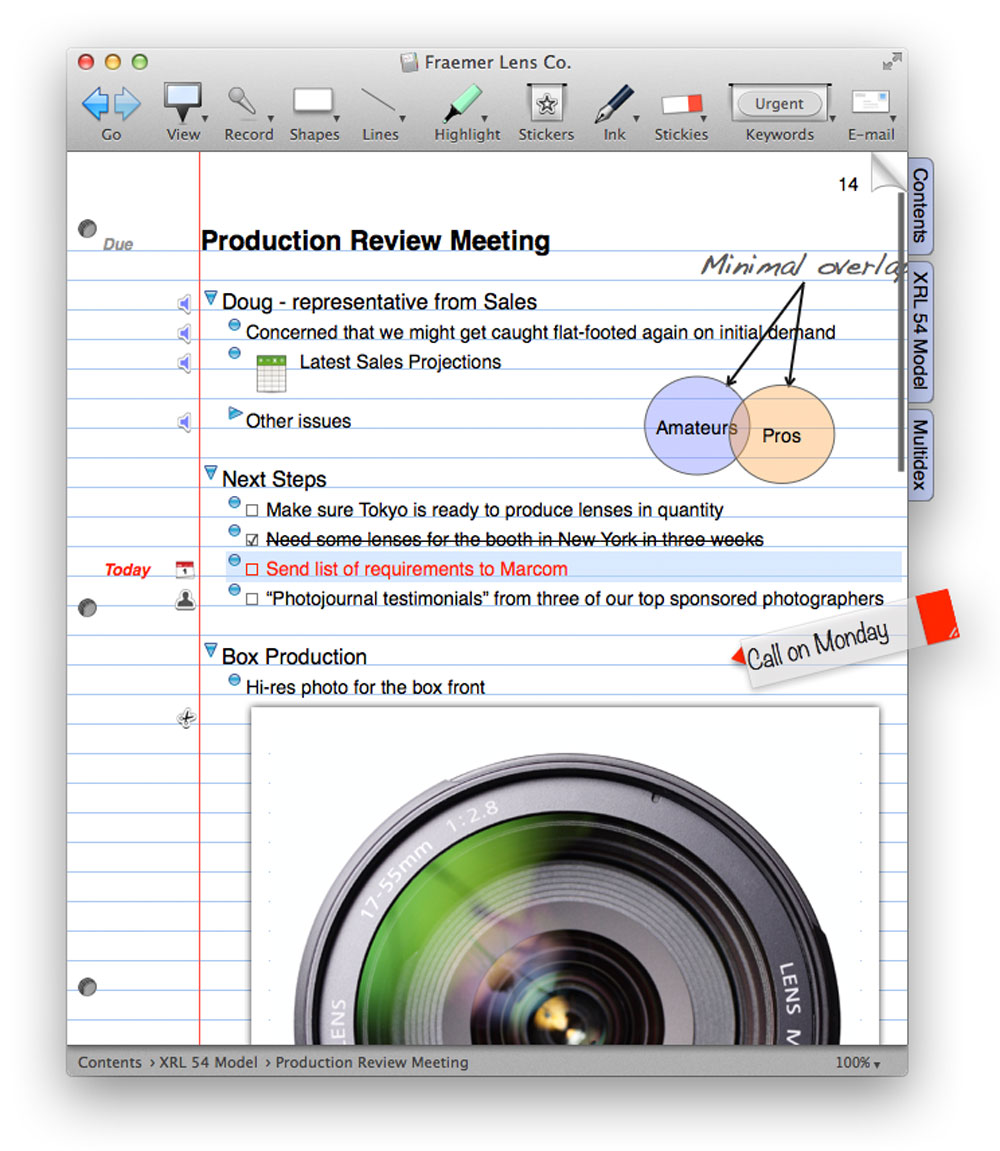 Fraemer Lens Co.
Go View Record Shapes Lines Highlight Stickers Ink Stickies Urgent Keywords E-mail
14
Contents
XRL 54 Model
Multidex
Due
Production Review Meeting
Minimal
Doug - representative from Sales
Concerned that we might get caught flat-footed again on initial demand
Latest Sales Projections
Other issues
Amateurs
Pros
Next Steps
Make sure Tokyo is ready to produce lenses in quantity
Need some lenses for the booth in New York in three weeks
Today
1
Send list of requirements to Marcom
“Photojournal testimonials” from three of our top sponsored photographers
Call on Monday
Box Production
Hi-res photo for the box front
17-55mm 1:2.8
LENS
LENS M
Contents › XRL 54 Model › Production Review Meeting
100%